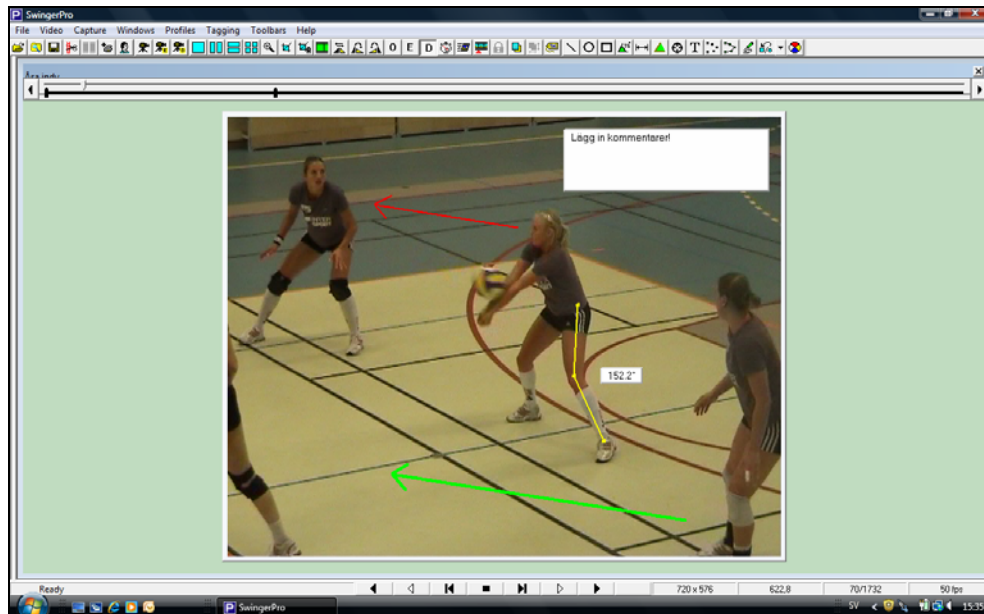 SwingerPro
File Video Capture Windows Profiles Tagging Toolbars Help
O E D T
Lägg in kommentarer!
152.2°
Ready
720 x 576
622,8
70/1732
50 fps
SwingerPro
SV
15:35